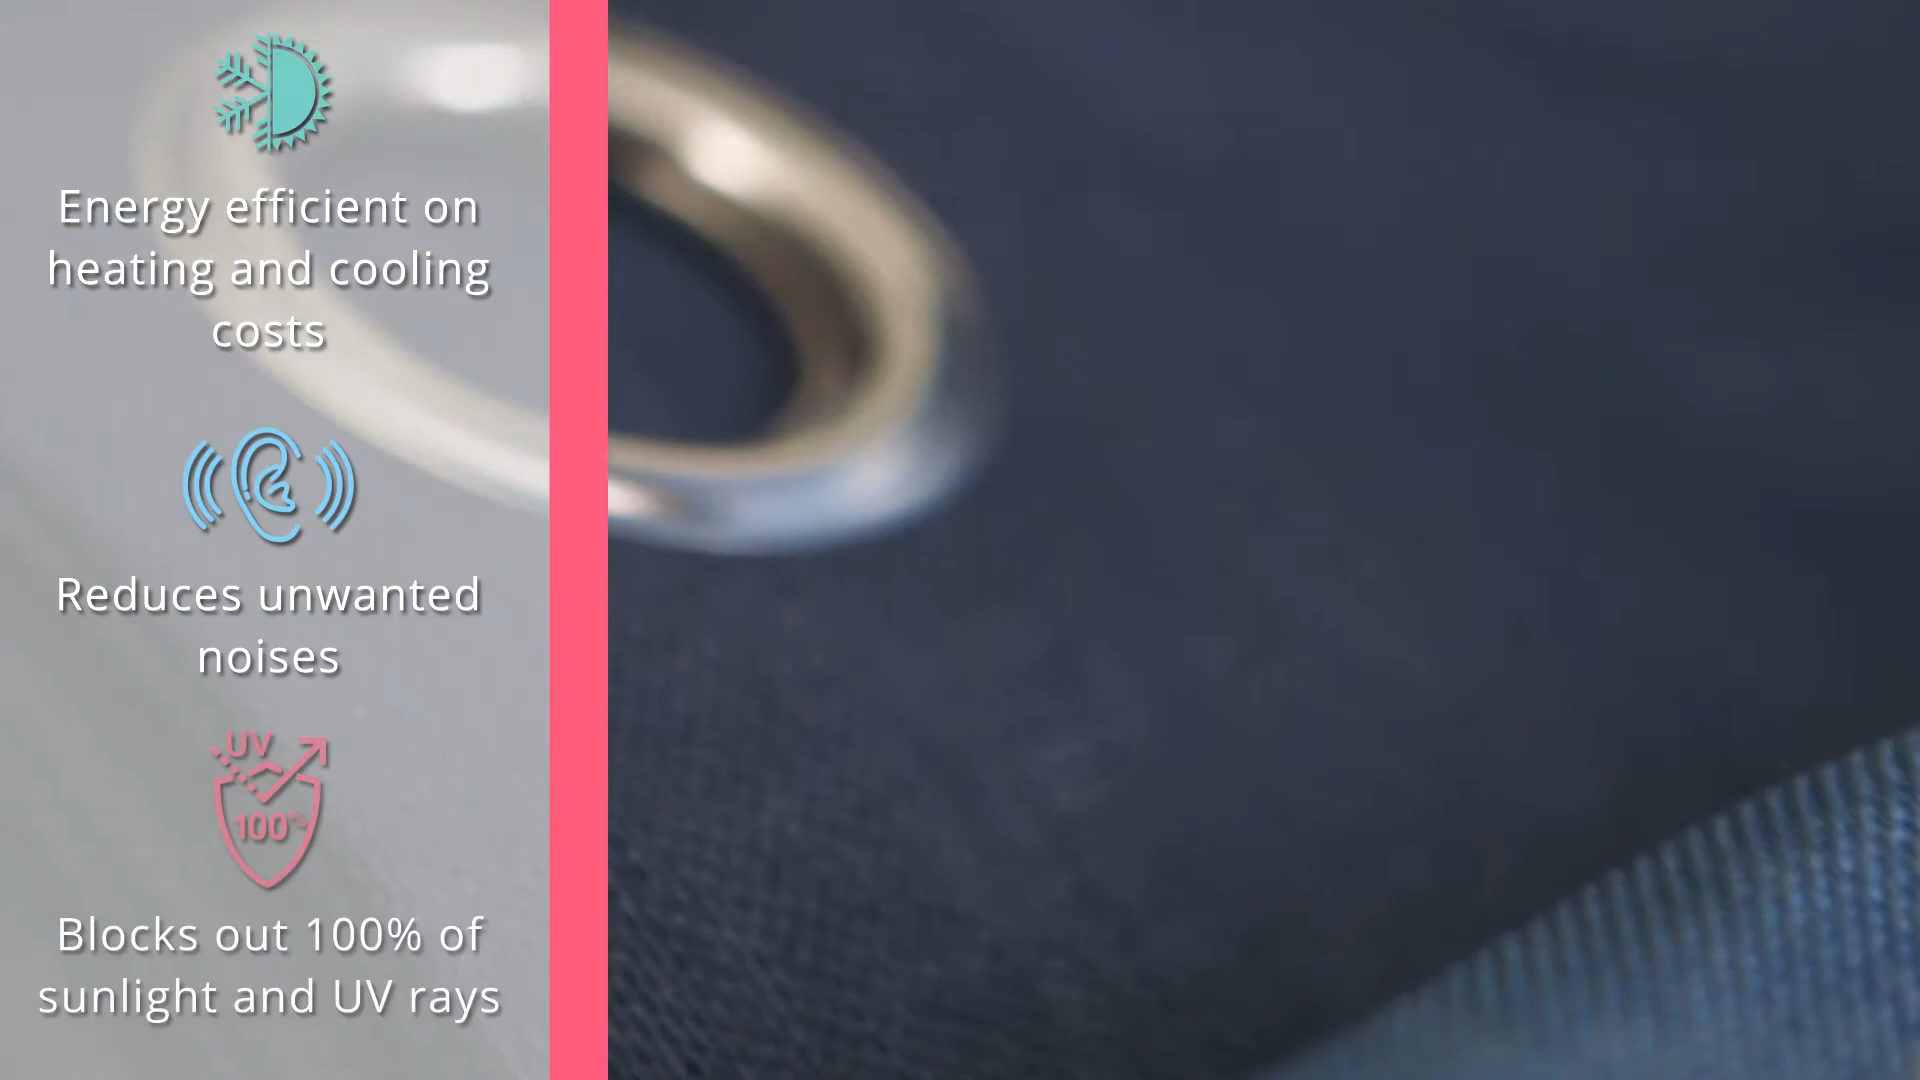 Energy efficient on
heating and cooling
costs
Reduces unwanted
noises
UV
100%
Blocks out 100% of
sunlight and UV rays